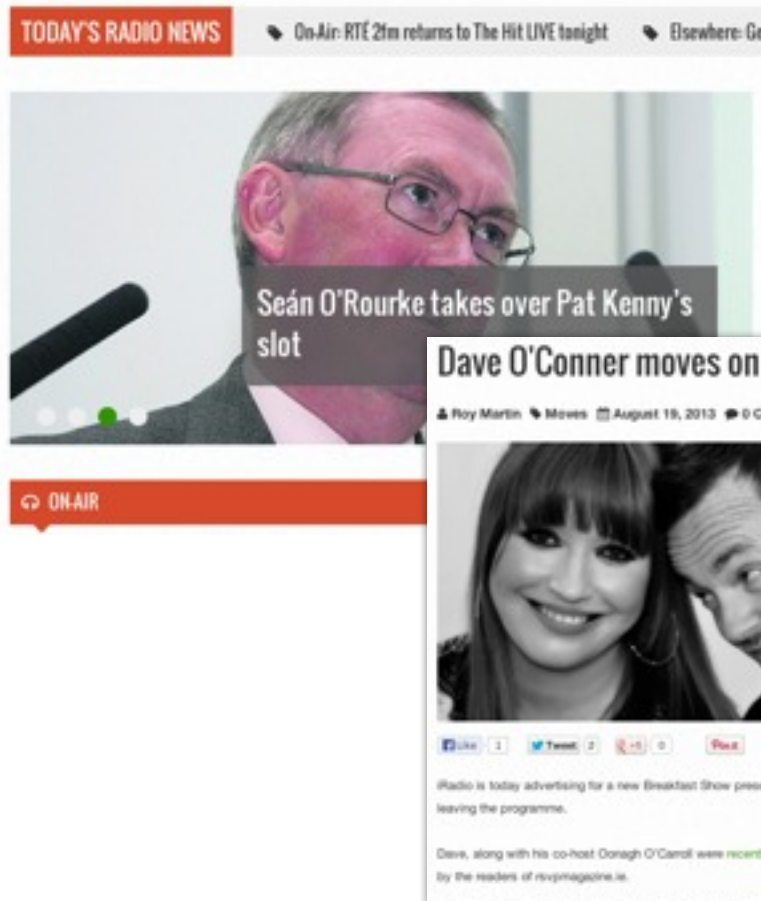 TODAY'S RADIO NEWS
On-Air: RTÉ 2fm returns to The Hit LIVE tonight
Elsewhere:
Seán O'Rourke takes over Pat Kenny's
slot
Dave O'Conner moves on
Roy Martin Moves August 19, 2013 0
ON-AIR
Like 1 Tweet 2 +1 0 Pin it
iRadio is today advertising for a new Breakfast Show
leaving the programme.
Dave, along with his co-host Oonagh O'Carroll were
by the readers of rsvpmagazine.ie.